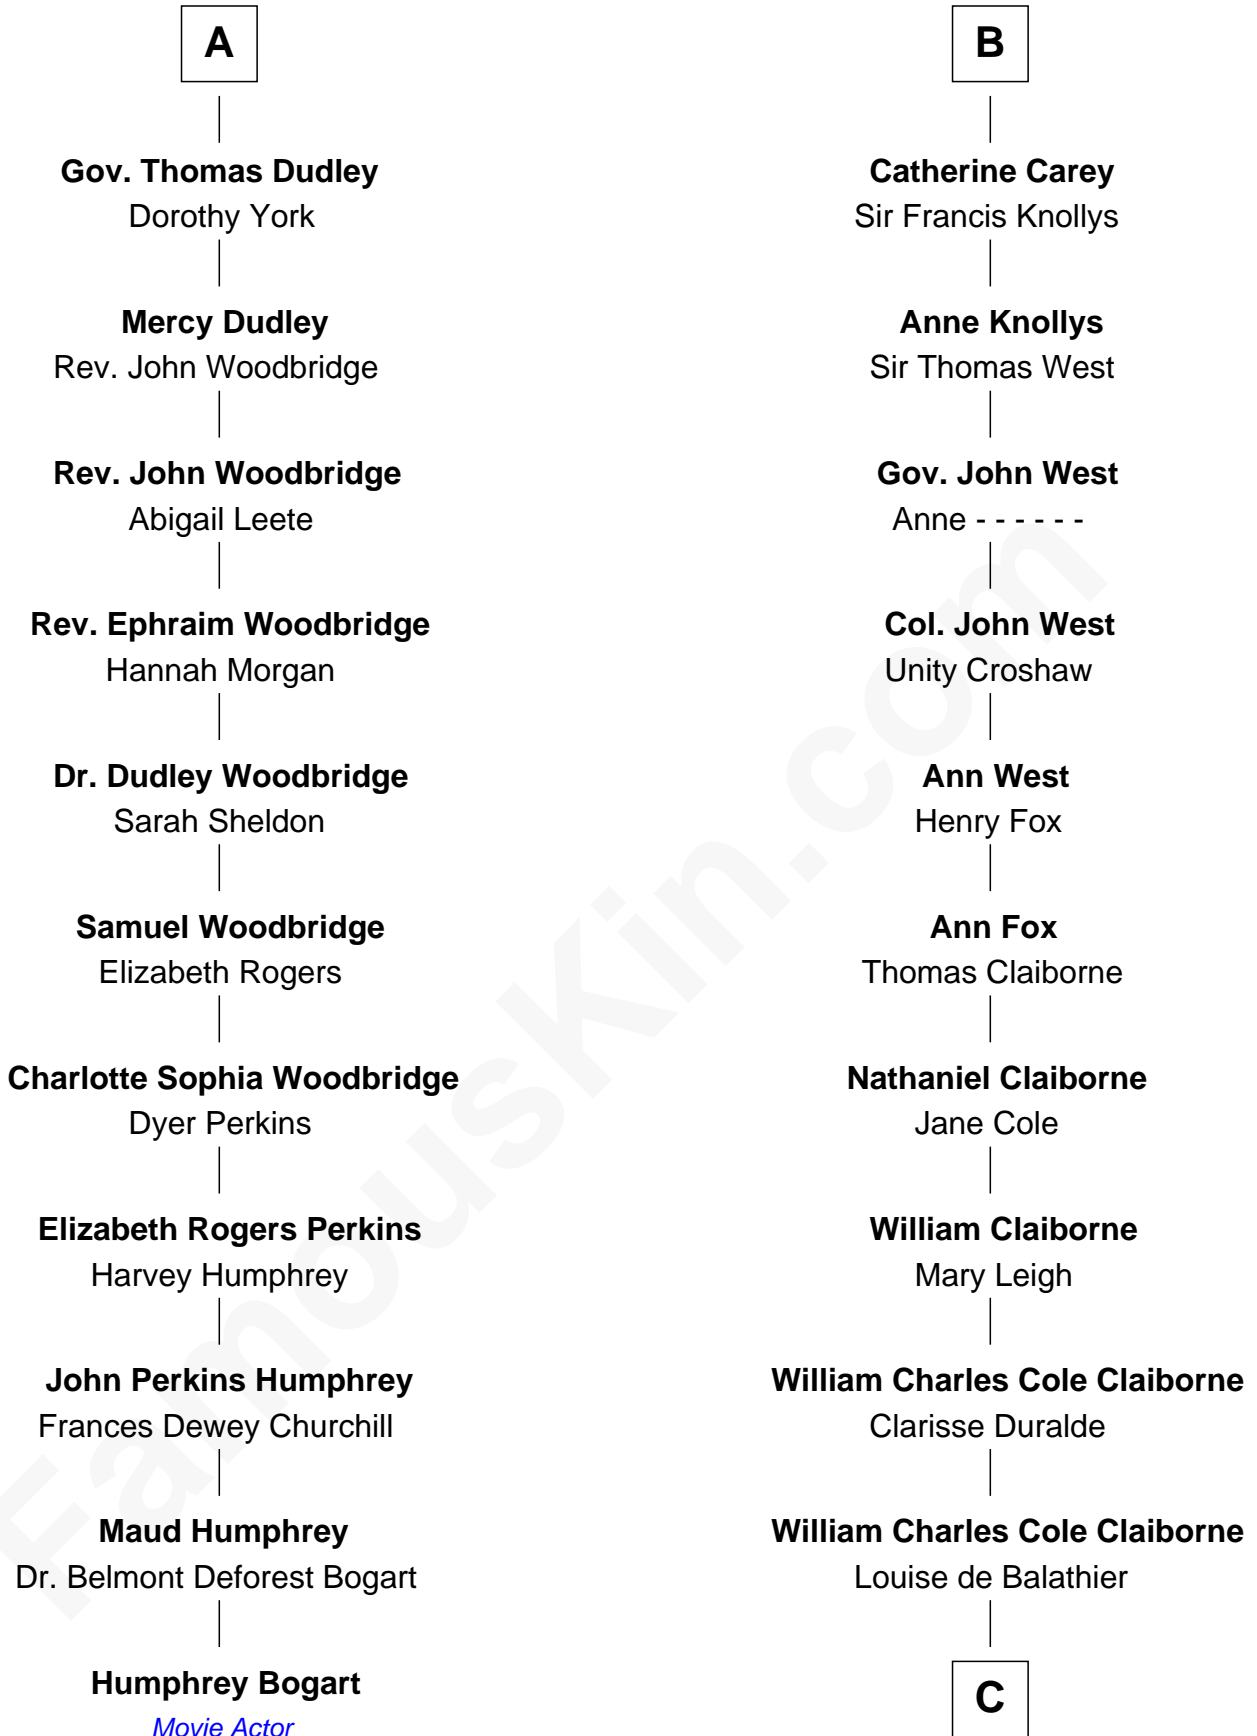 A
Gov. Thomas Dudley
Dorothy York
Mercy Dudley
Rev. John Woodbridge
Rev. John Woodbridge
Abigail Leete
Rev. Ephraim Woodbridge
Hannah Morgan
Dr. Dudley Woodbridge
Sarah Sheldon
Samuel Woodbridge
Elizabeth Rogers
Charlotte Sophia Woodbridge
Dyer Perkins
Elizabeth Rogers Perkins
Harvey Humphrey
John Perkins Humphrey
Frances Dewey Churchill
Maud Humphrey
Dr. Belmont Deforest Bogart
Humphrey Bogart
Movie Actor
B
Catherine Carey
Sir Francis Knollys
Anne Knollys
Sir Thomas West
Gov. John West
Anne - - - - - -
Col. John West
Unity Croshaw
Ann West
Henry Fox
Ann Fox
Thomas Claiborne
Nathaniel Claiborne
Jane Cole
William Claiborne
Mary Leigh
William Charles Cole Claiborne
Clarisse Duralde
William Charles Cole Claiborne
Louise de Balathier
C
FamousKin.com